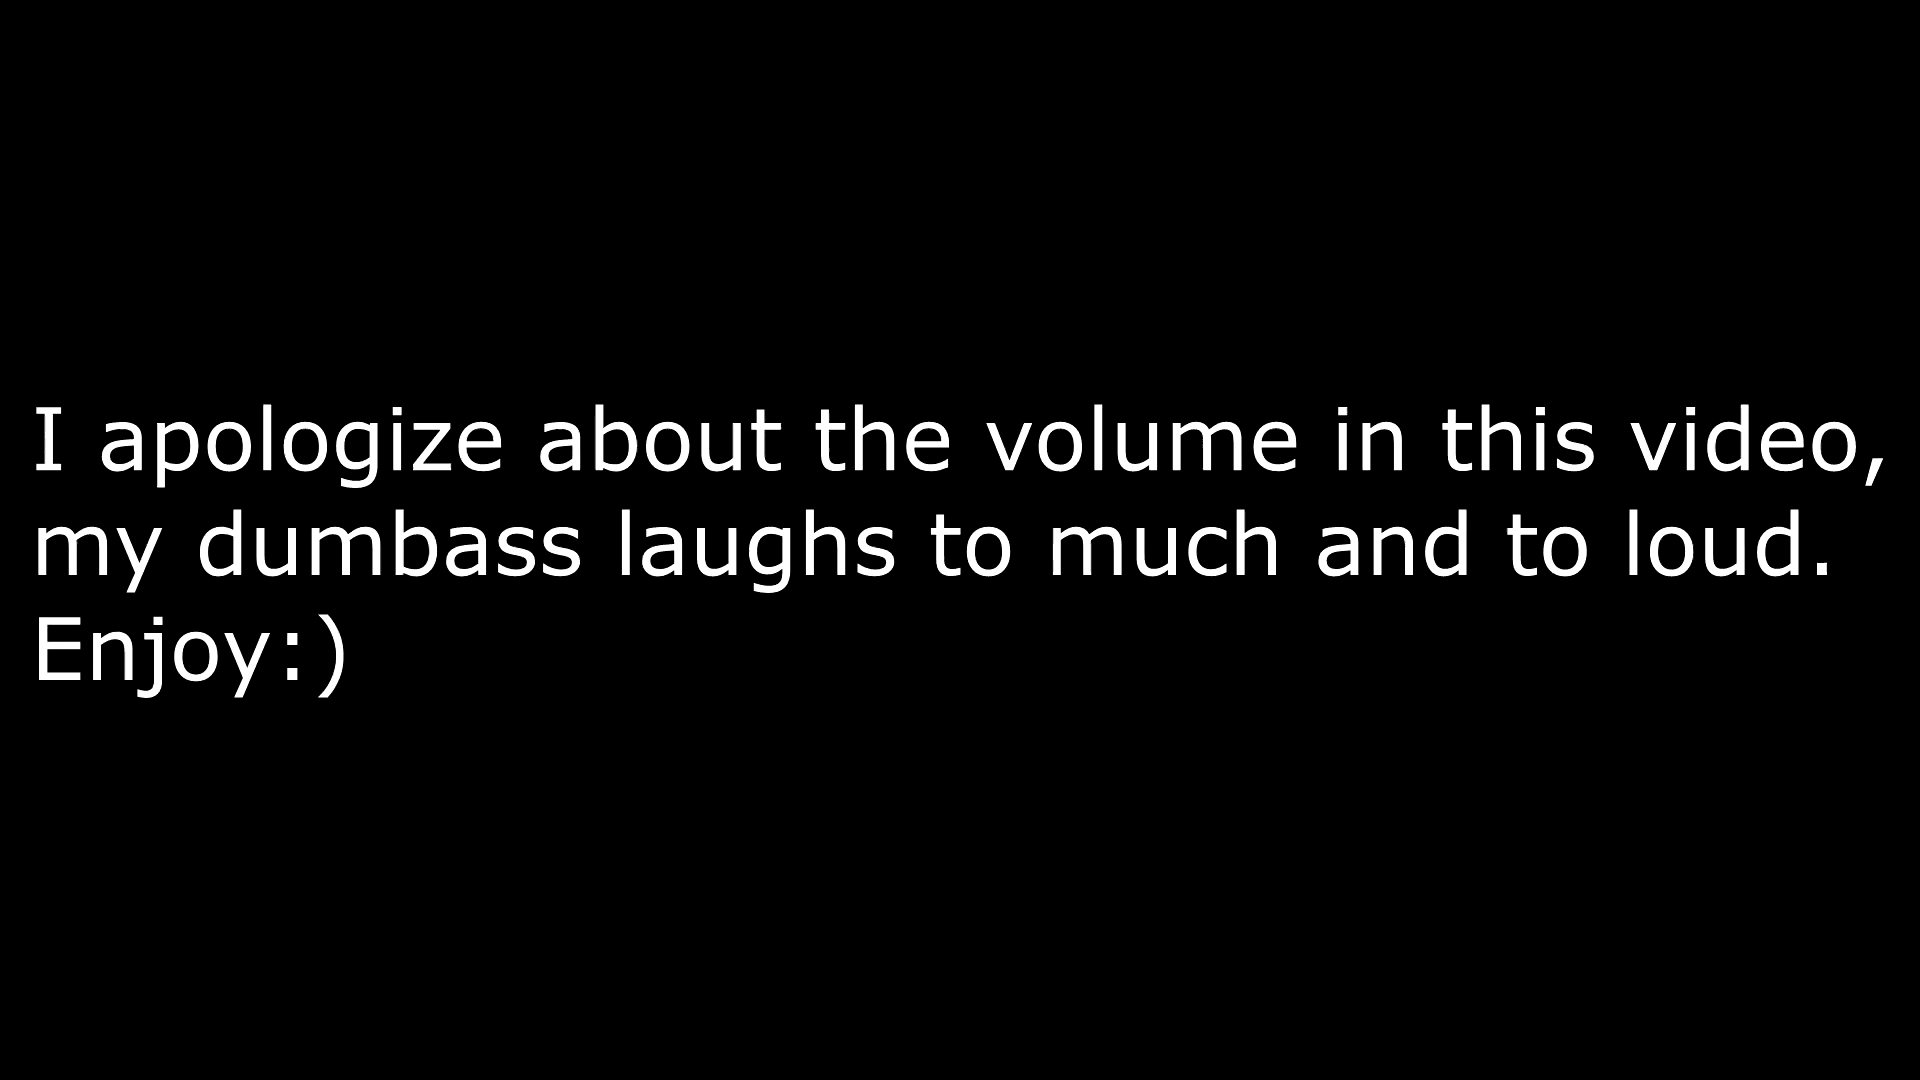 I apologize about the volume in this video,
my dumbass laughs to much and to loud.
Enjoy:)